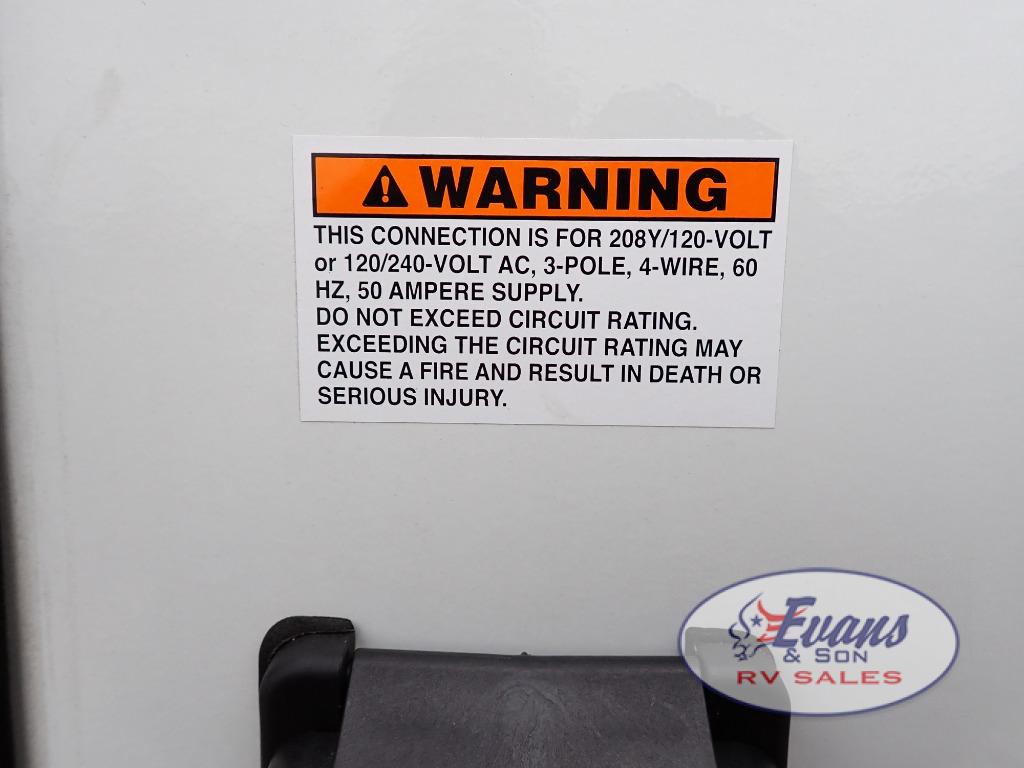 WARNING
THIS CONNECTION IS FOR 208Y/120-VOLT
or 120/240-VOLT AC, 3-POLE, 4-WIRE, 60
HZ, 50 AMPERE SUPPLY.
DO NOT EXCEED CIRCUIT RATING.
EXCEEDING THE CIRCUIT RATING MAY
CAUSE A FIRE AND RESULT IN DEATH OR
SERIOUS INJURY.
Evans
& SON
RV SALES